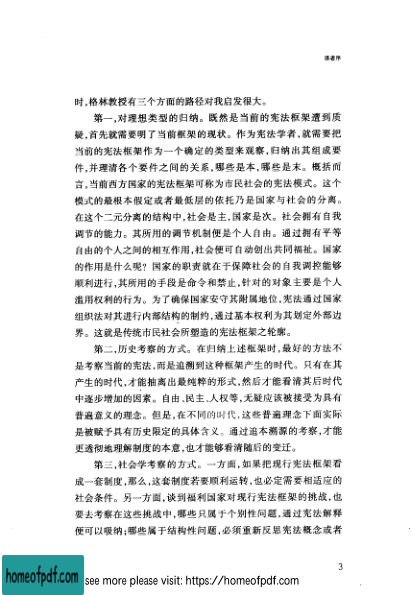 译者序
时,格林教授有三个方面的路径对我启发很大。
第一,对理想类型的归纳。既然是当前的宪法框架遭到质
疑,首先就需要明了当前框架的现状。作为宪法学者,就需要把
当前的宪法框架作为一个确定的类型来观察,归纳出其组成要
件,并理清各个要件之间的关系,哪些是本,哪些是末。概括而
言,当前西方国家的宪法框架可称为市民社会的宪法模式。这个
模式的最根本假定或者最低层的依托乃是国家与社会的分离。
在这个二元分离的结构中,社会是主,国家是次。社会拥有自我
调节的能力。其所用的调节机制便是个人自由。通过拥有平等
自由的个人之间的相互作用,社会便可自动创出共同福祉。国家
的作用是什么呢? 国家的职责就在于保障社会的自我调控能够
顺利进行,其所用的手段是命令和禁止,针对的对象主要是个人
滥用权利的行为。为了确保国家安守其附属地位,宪法通过国家
组织法对其进行内部结构的制约,通过基本权利为其划定外部边
界。这就是传统市民社会所塑造的宪法框架之轮廓。
第二,历史考察的方式。在归纳上述框架时,最好的方法不
是考察当前的宪法,而是追溯到这种框架产生的时代。只有在其
产生的时代,才能抽离出最纯粹的形式,然后才能看清其后时代
中逐步增加的因素。自由、民主、人权等,无疑应该被接受为具有
普遍意义的理念。但是,在不同的时代,这些普遍理念下面实际
是被赋予具有历史限定的具体含义。通过追本溯源的考察,才能
更透彻地理解制度的本意,也才能够看清随后的变迁。
第三,社会学考察的方式。一方面,如果把现行宪法框架看
成一套制度,那么,这套制度若要顺利运转,也必定需要相适应的
社会条件。另一方面,谈到福利国家对现行宪法框架的挑战,也
要去考察在这些挑战中,哪些只属于个别性问题,通过宪法解释
便可以吸纳;哪些属于结构性问题,必须重新反思宪法概念或者
3
homeofpdf.com
see more please visit: https://homeofpdf.com